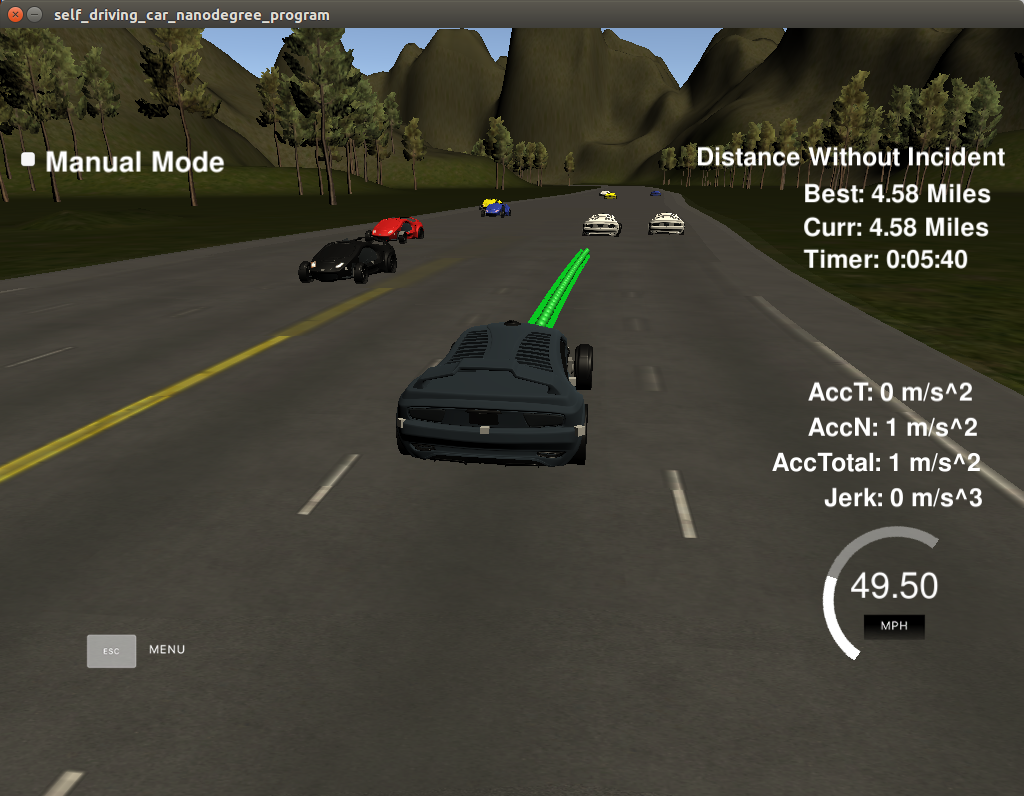 self_driving_car_nanodegree_program
Manual Mode
Distance Without Incident
Best: 4.58 Miles
Curr: 4.58 Miles
Timer: 0:05:40
AccT: 0 m/s^2
AccN: 1 m/s^2
AccTotal: 1 m/s^2
Jerk: 0 m/s^3
49.50
MPH
ESC MENU